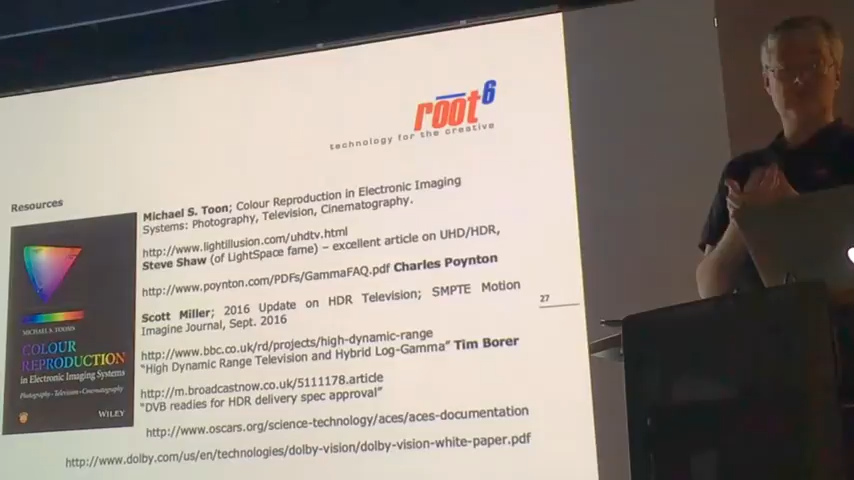 root6
technology for the creative
Resources
Michael S. Toon; Colour Reproduction in Electronic Imaging
Systems: Photography, Television, Cinematography.
http://www.lightillusion.com/uhdtv.html
Steve Shaw (of LightSpace fame) – excellent article on UHD/HDR,
http://www.poynton.com/PDFs/GammaFAQ.pdf Charles Poynton
Scott Miller; 2016 Update on HDR Television; SMPTE Motion
Imagine Journal, Sept. 2016
27
http://www.bbc.co.uk/rd/projects/high-dynamic-range
"High Dynamic Range Television and Hybrid Log-Gamma" Tim Borer
http://m.broadcastnow.co.uk/5111178.article
"DVB readies for HDR delivery spec approval"
http://www.oscars.org/science-technology/aces/aces-documentation
http://www.dolby.com/us/en/technologies/dolby-vision/dolby-vision-white-paper.pdf
MICHAEL S. TOOMS
COLOUR
REPRODUCTION
in Electronic Imaging Systems
Photography • Television • Cinematography
WILEY